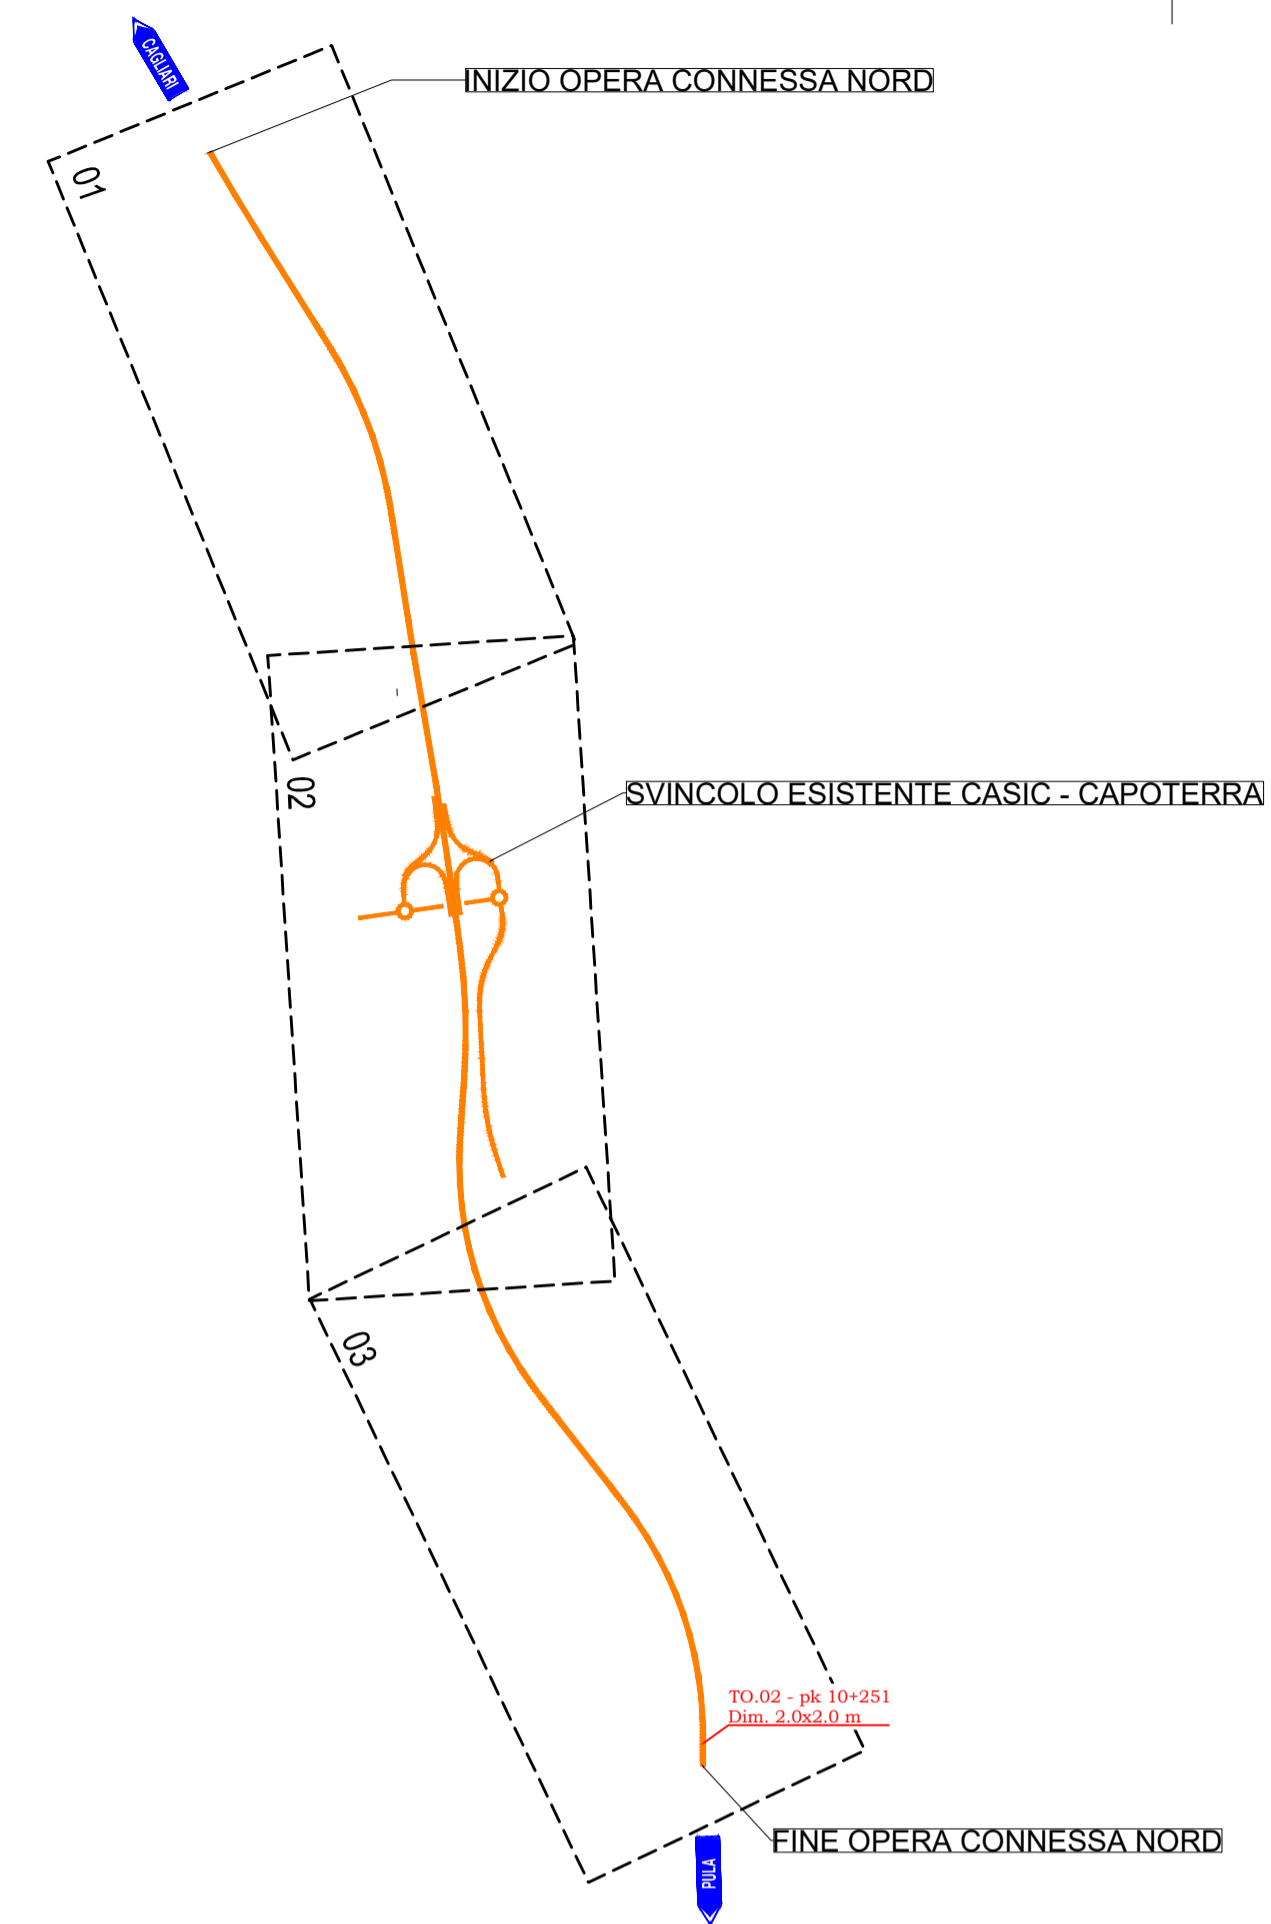 CAGLIARI
INIZIO OPERA CONNESSA NORD
01
02
SVINCOLO ESISTENTE CASIC - CAPOTERRA
03
TO.02 - pk 10+251
Dim. 2.0x2.0 m
FINE OPERA CONNESSA NORD
PULA